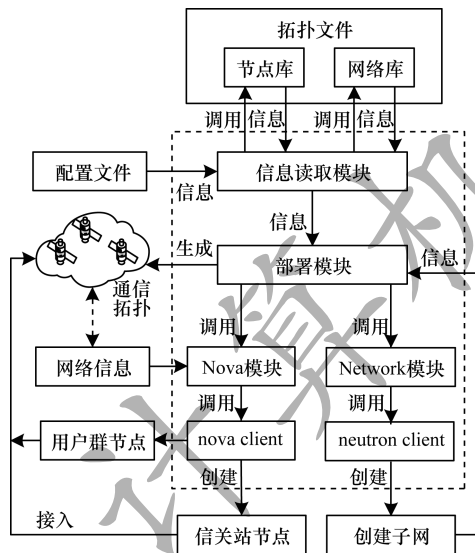 拓扑文件
节点库
网络库
调用
信息
调用
信息
配置文件
信息
信息读取模块
信息
生成
部署模块
信息
通信
拓扑
调用
调用
网络信息
Nova模块
Network模块
调用
调用
用户群节点
nova client
neutron client
创建
创建
接入
信关站节点
创建子网
计算机